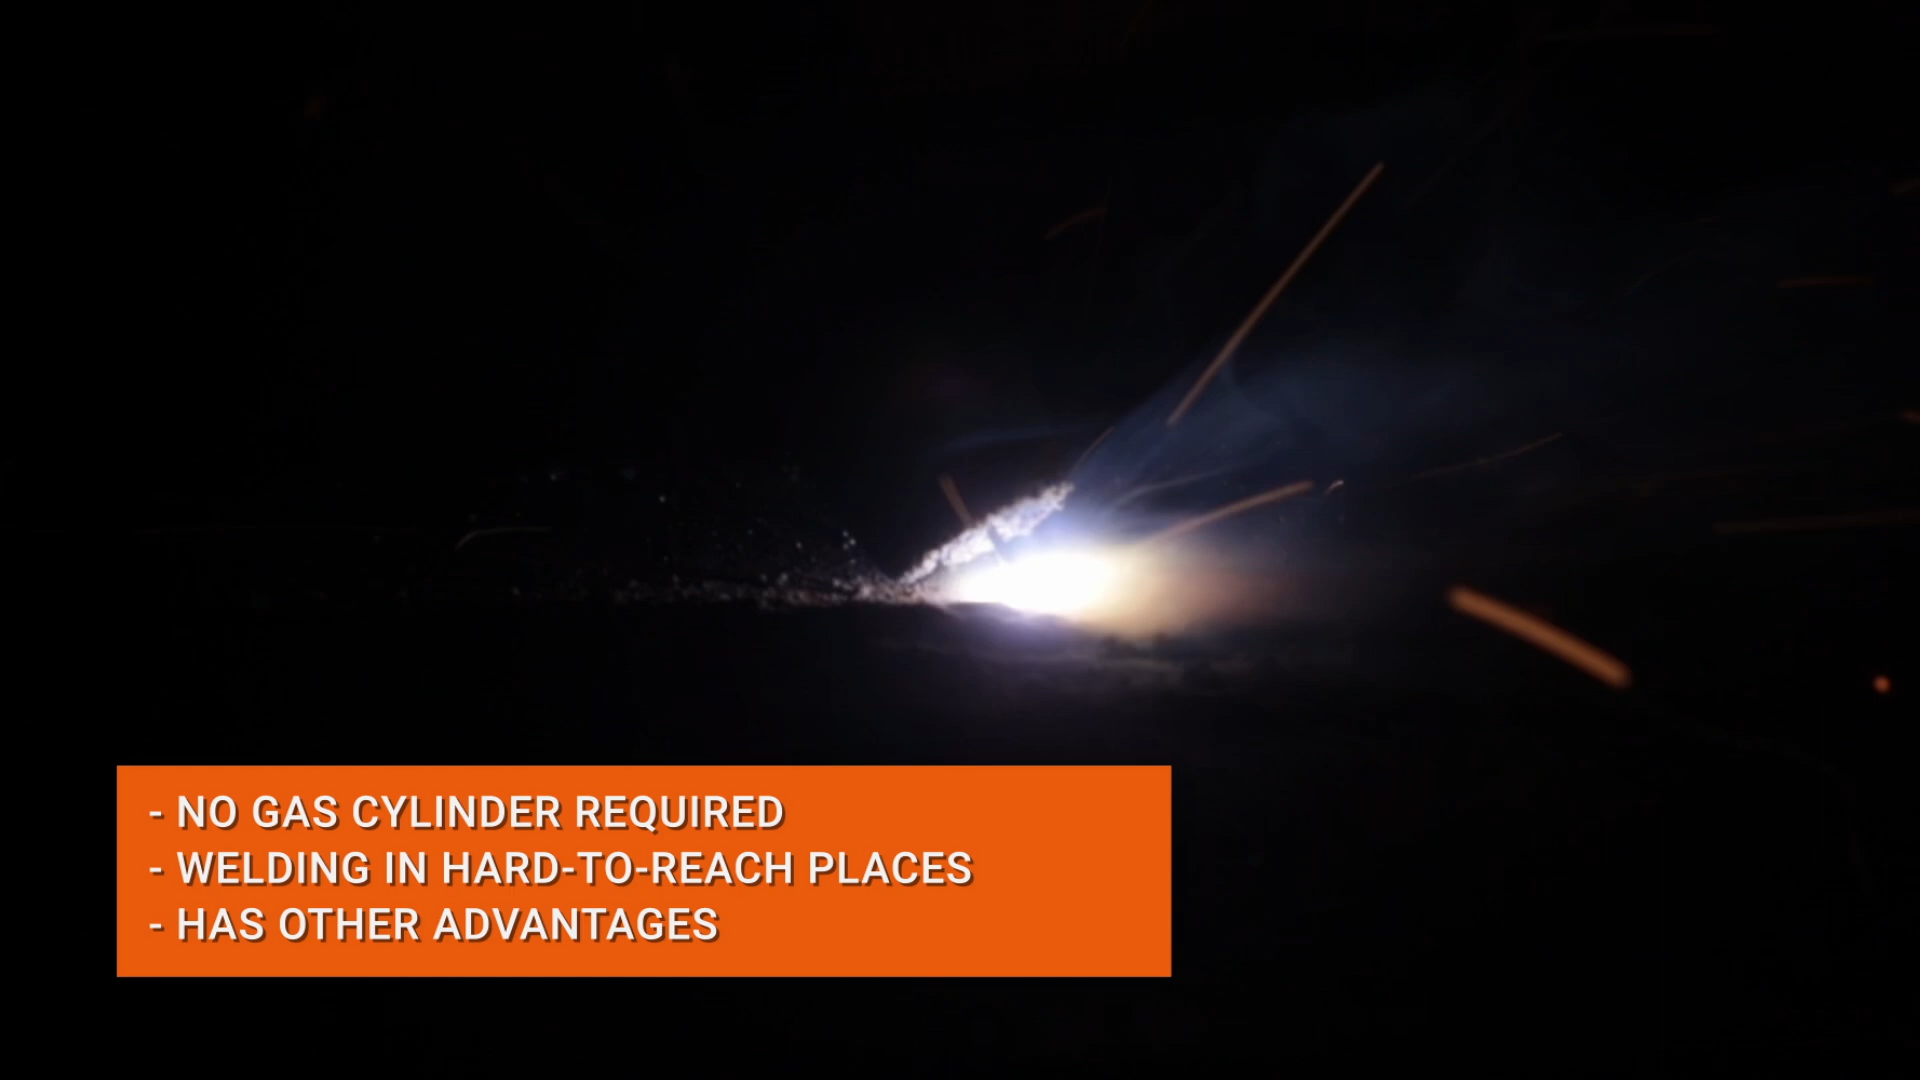 - NO GAS CYLINDER REQUIRED
- WELDING IN HARD-TO-REACH PLACES
- HAS OTHER ADVANTAGES